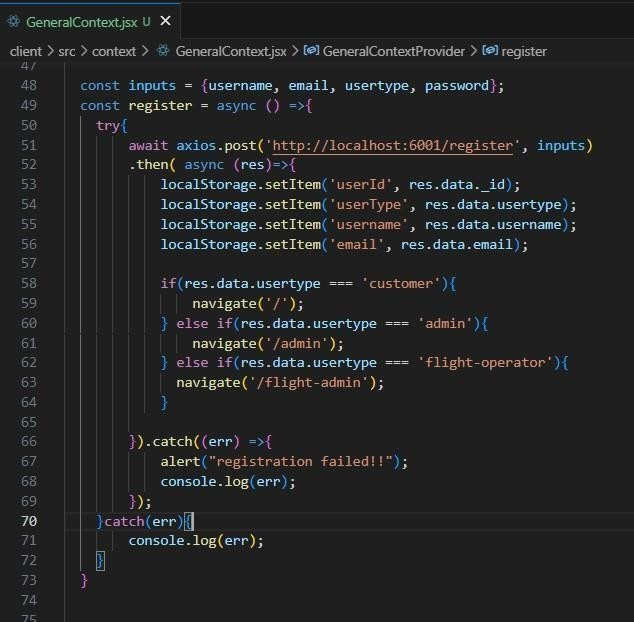 GeneralContext.jsx U ×
client > src > context > GeneralContext.jsx > GeneralContextProvider > register
47
48 const inputs = {username, email, usertype, password};
49 const register = async () =>{
50 try{
51 await axios.post('http://localhost:6001/register', inputs)
52 .then( async (res)=>{
53 localStorage.setItem('userId', res.data._id);
54 localStorage.setItem('userType', res.data.usertype);
55 localStorage.setItem('username', res.data.username);
56 localStorage.setItem('email', res.data.email);
57
58 if(res.data.usertype === 'customer'){
59 navigate('/');
60 } else if(res.data.usertype === 'admin'){
61 navigate('/admin');
62 } else if(res.data.usertype === 'flight-operator'){
63 navigate('/flight-admin');
64 }
65
66 }).catch((err) =>{
67 alert("registration failed!!");
68 console.log(err);
69 });
70 }catch(err){
71 console.log(err);
72 }
73 }
74
75